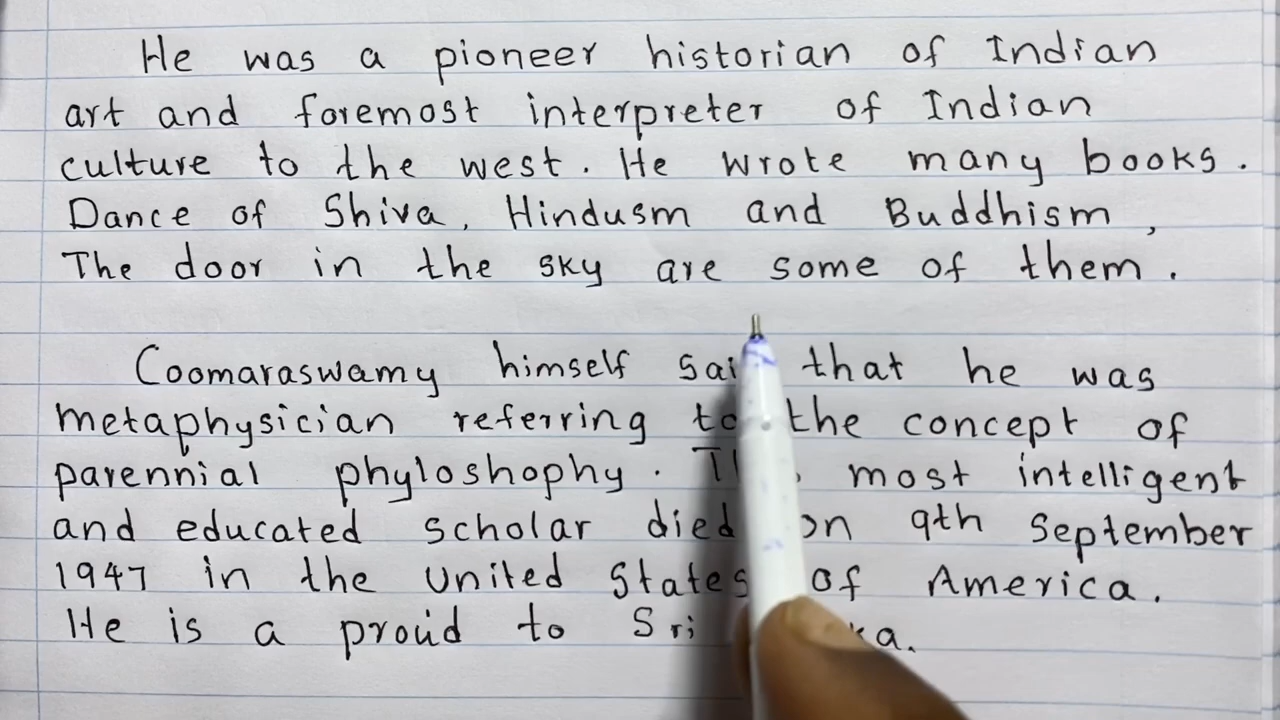 He was a pioneer historian of Indian
art and foremost interpreter of Indian
culture to the west. He wrote many books.
Dance of Shiva, Hindusm and Buddhism,
The door in the sky are some of them.
Coomaraswamy himself said that he was
metaphysician referring to the concept of
parennial phyloshophy. most intelligent
and educated scholar died on 9th September
1947 in the United States of America.
He is a proud to Sri